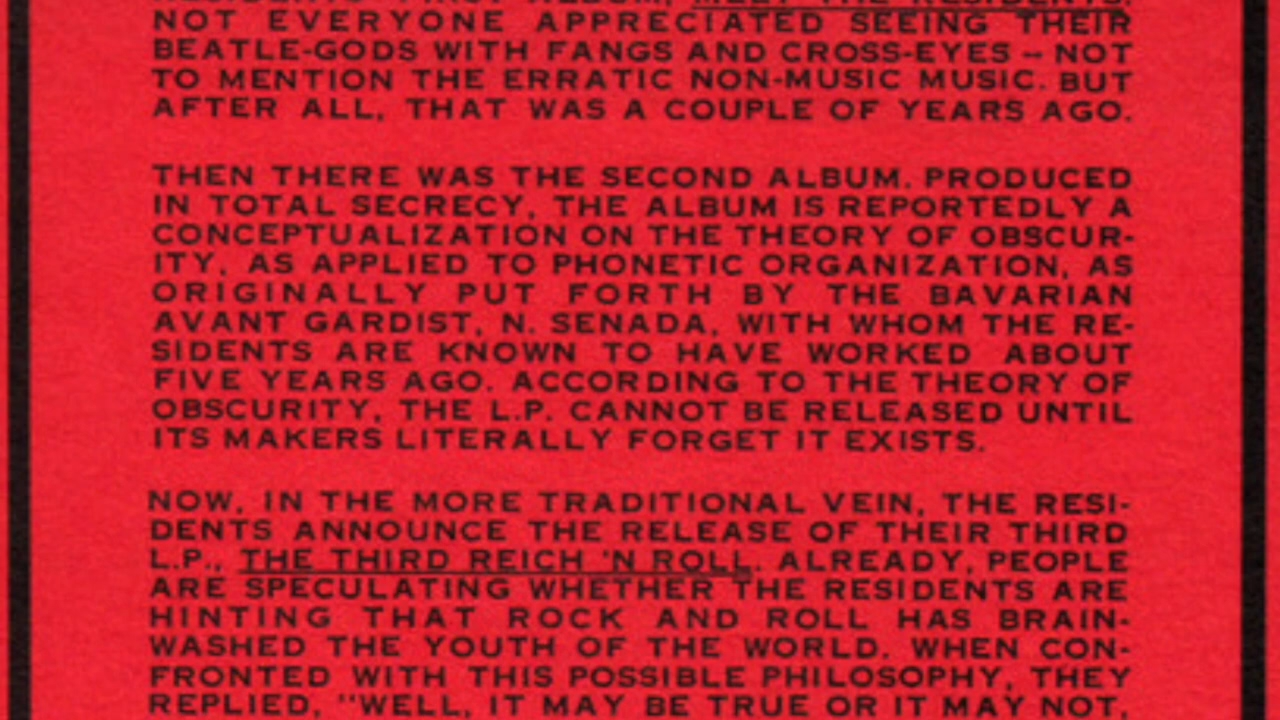 RESIDENTS' FIRST ALBUM, MEET THE RESIDENTS.
NOT EVERYONE APPRECIATED SEEING THEIR
BEATLE-GODS WITH FANGS AND CROSS-EYES – NOT
TO MENTION THE ERRATIC NON-MUSIC MUSIC. BUT
AFTER ALL, THAT WAS A COUPLE OF YEARS AGO.
THEN THERE WAS THE SECOND ALBUM. PRODUCED
IN TOTAL SECRECY, THE ALBUM IS REPORTEDLY A
CONCEPTUALIZATION ON THE THEORY OF OBSCUR-
ITY, AS APPLIED TO PHONETIC ORGANIZATION, AS
ORIGINALLY PUT FORTH BY THE BAVARIAN
AVANT GARDIST, N. SENADA, WITH WHOM THE RE-
SIDENTS ARE KNOWN TO HAVE WORKED ABOUT
FIVE YEARS AGO. ACCORDING TO THE THEORY OF
OBSCURITY, THE L.P. CANNOT BE RELEASED UNTIL
ITS MAKERS LITERALLY FORGET IT EXISTS.
NOW, IN THE MORE TRADITIONAL VEIN, THE RESI-
DENTS ANNOUNCE THE RELEASE OF THEIR THIRD
L.P., THE THIRD REICH 'N ROLL. ALREADY, PEOPLE
ARE SPECULATING WHETHER THE RESIDENTS ARE
HINTING THAT ROCK AND ROLL HAS BRAIN-
WASHED THE YOUTH OF THE WORLD. WHEN CON-
FRONTED WITH THIS POSSIBLE PHILOSOPHY, THEY
REPLIED, "WELL, IT MAY BE TRUE OR IT MAY NOT,